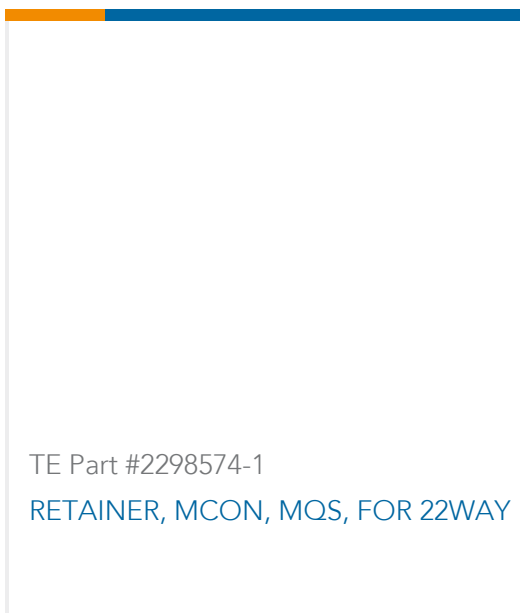 TE Part #2298574-1
RETAINER, MCON, MQS, FOR 22WAY